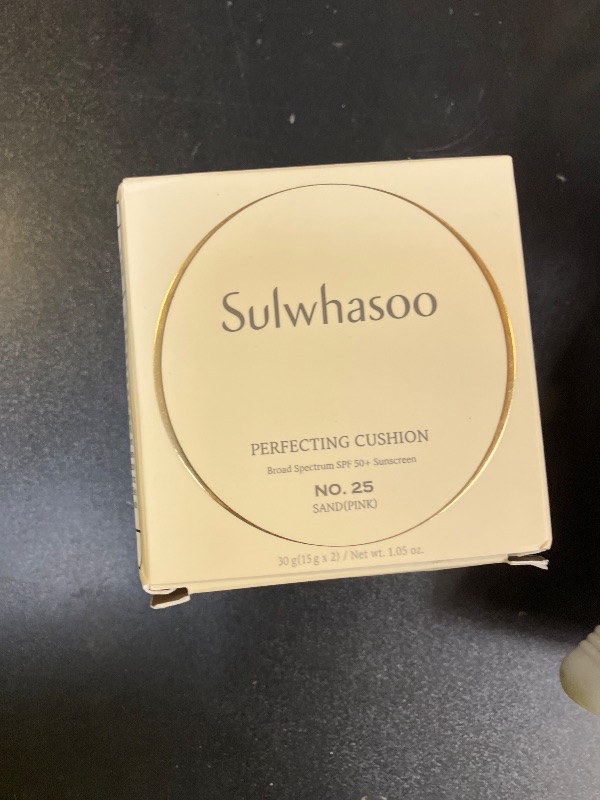 Sulwhasoo
PERFECTING CUSHION
Broad Spectrum SPF 50+ Sunscreen
NO. 25
SAND(PINK)
30 g(15 g x 2) / Net wt. 1.05 oz.